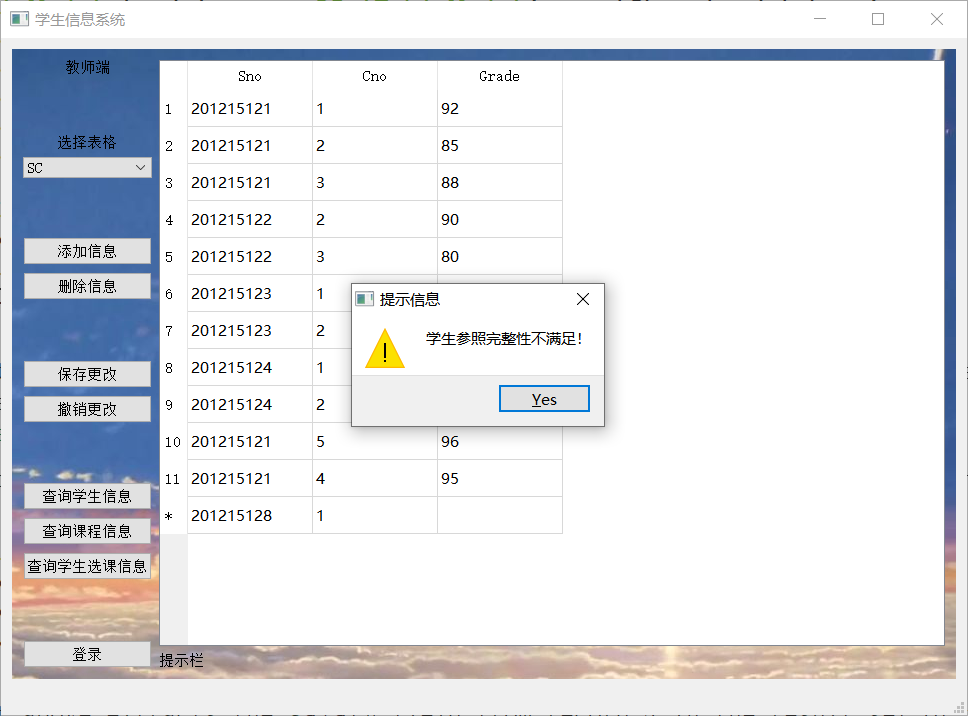 学生信息系统
教师端
选择表格
SC
添加信息
删除信息
保存更改
撤销更改
查询学生信息
查询课程信息
查询学生选课信息
登录
Sno Cno Grade
1 201215121 1 92
2 201215121 2 85
3 201215121 3 88
4 201215122 2 90
5 201215122 3 80
6 201215123 1
7 201215123 2
8 201215124 1
9 201215124 2
10 201215121 5 96
11 201215121 4 95
* 201215128 1
提示信息
学生参照完整性不满足!
Yes
提示栏